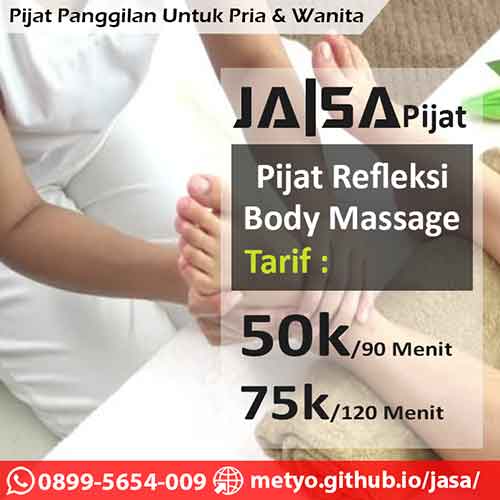 Pijat Panggilan Untuk Pria & Wanita
JA|SA Pijat
Pijat Refleksi
Body Massage
Tarif :
50k/90 Menit
75k/120 Menit
0899-5654-009 metyo.github.io/jasa/